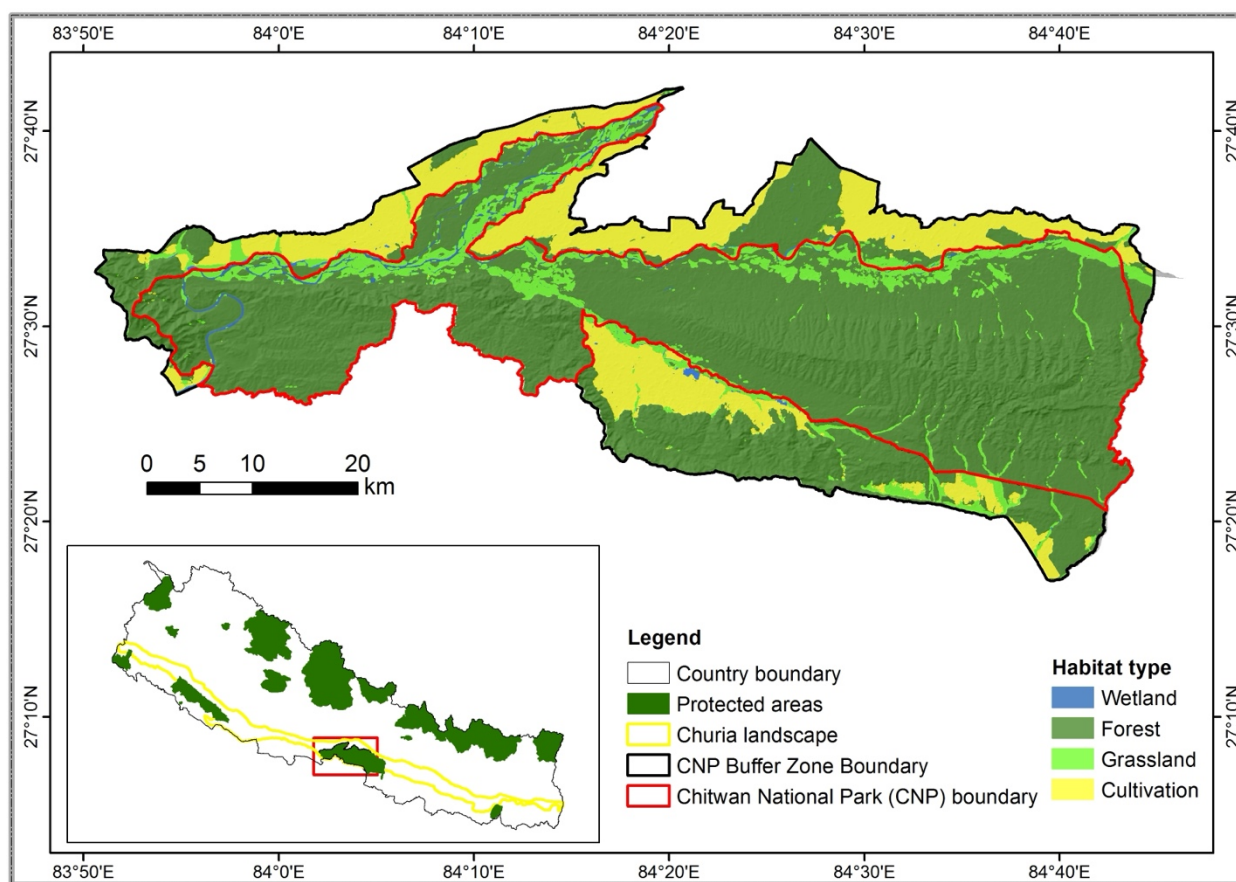 83°50'E 84°0'E 84°10'E 84°20'E 84°30'E 84°40'E
27°40'N 27°40'N
27°30'N 27°30'N
0 5 10 20
km
27°20'N 27°20'N
Legend
Country boundary
Protected areas
Churia landscape
CNP Buffer Zone Boundary
Chitwan National Park (CNP) boundary
Habitat type
Wetland
Forest
Grassland
Cultivation
27°10'N 27°10'N
83°50'E 84°0'E 84°10'E 84°20'E 84°30'E 84°40'E